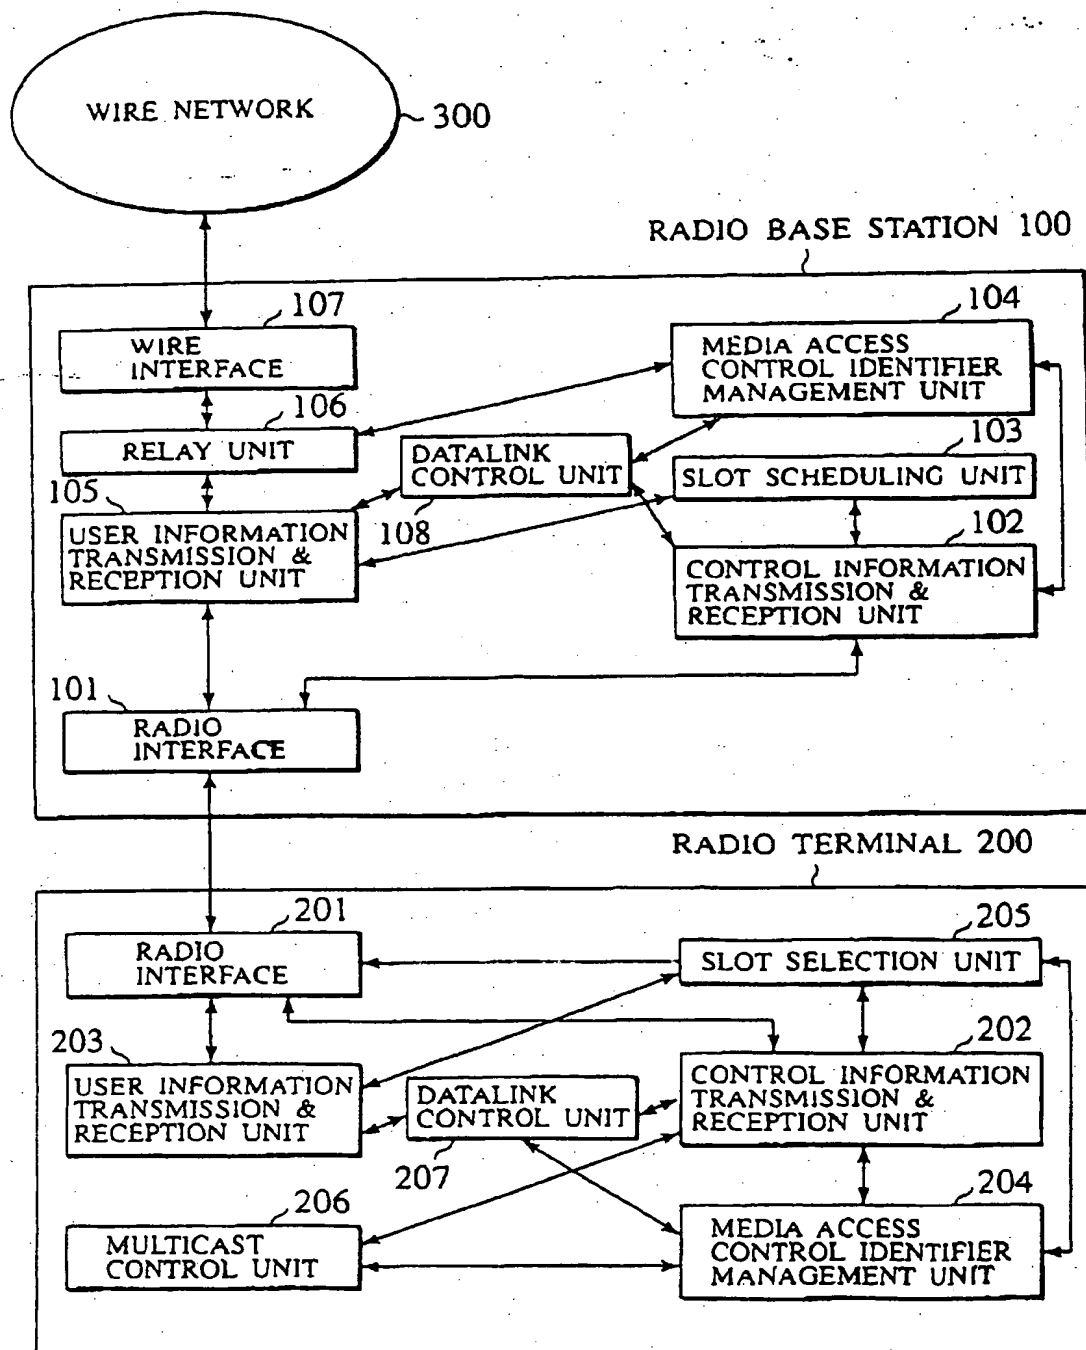 WIRE NETWORK
300
RADIO BASE STATION 100
107
WIRE
INTERFACE
104
MEDIA ACCESS
CONTROL IDENTIFIER
MANAGEMENT UNIT
106
RELAY UNIT
DATALINK
CONTROL UNIT
108
103
SLOT SCHEDULING UNIT
105
USER INFORMATION
TRANSMISSION &
RECEPTION UNIT
102
CONTROL INFORMATION
TRANSMISSION &
RECEPTION UNIT
101
RADIO
INTERFACE
RADIO TERMINAL 200
201
RADIO
INTERFACE
205
SLOT SELECTION UNIT
203
USER INFORMATION
TRANSMISSION &
RECEPTION UNIT
DATALINK
CONTROL UNIT
207
202
CONTROL INFORMATION
TRANSMISSION &
RECEPTION UNIT
206
MULTICAST
CONTROL UNIT
204
MEDIA ACCESS
CONTROL IDENTIFIER
MANAGEMENT UNIT